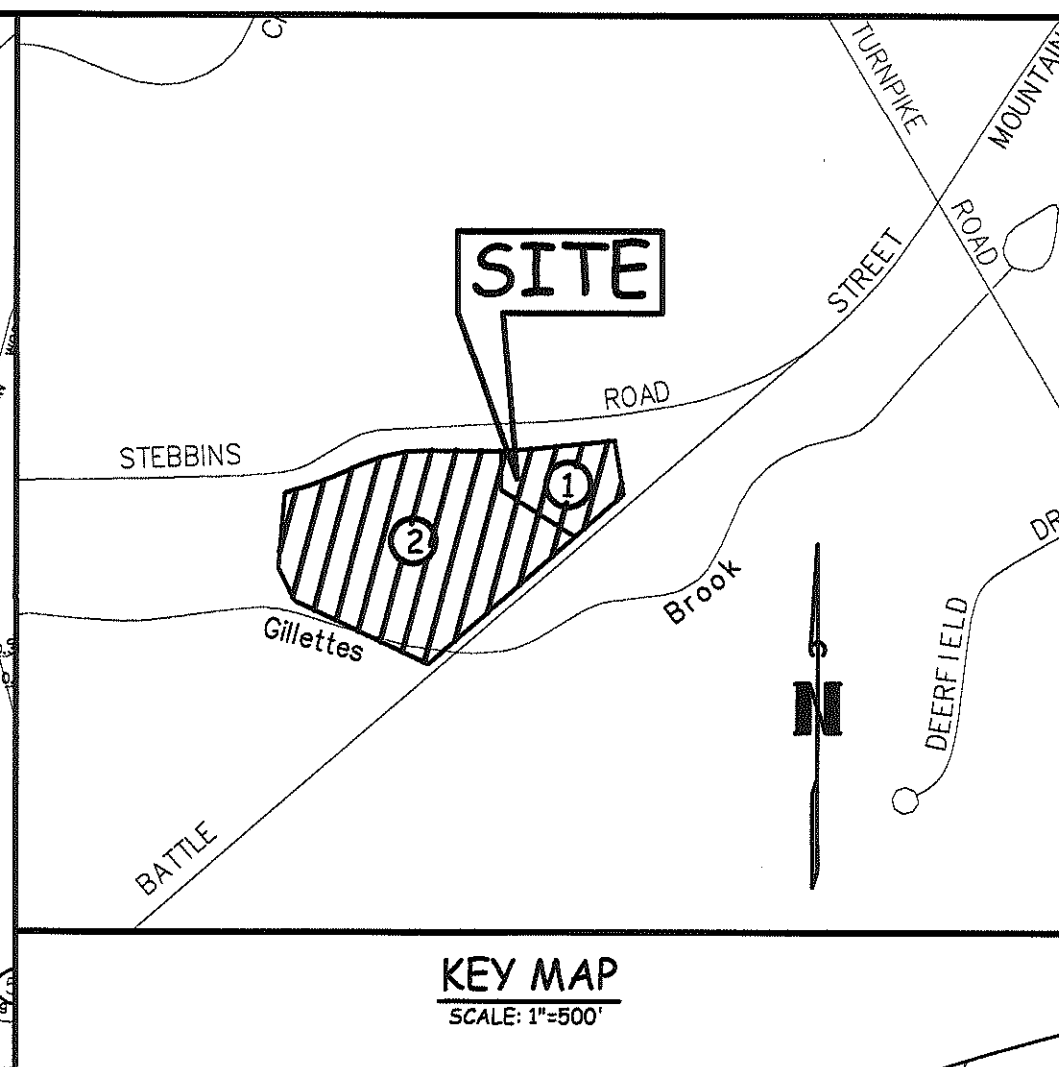 TURNPIKE
MOUNTAIN
ROAD
STREET
SITE
ROAD
STEBBINS
1
2
Brook
Gillettes
DEERFIELD
DR
N
BATTLE
KEY MAP
SCALE: 1"=500'